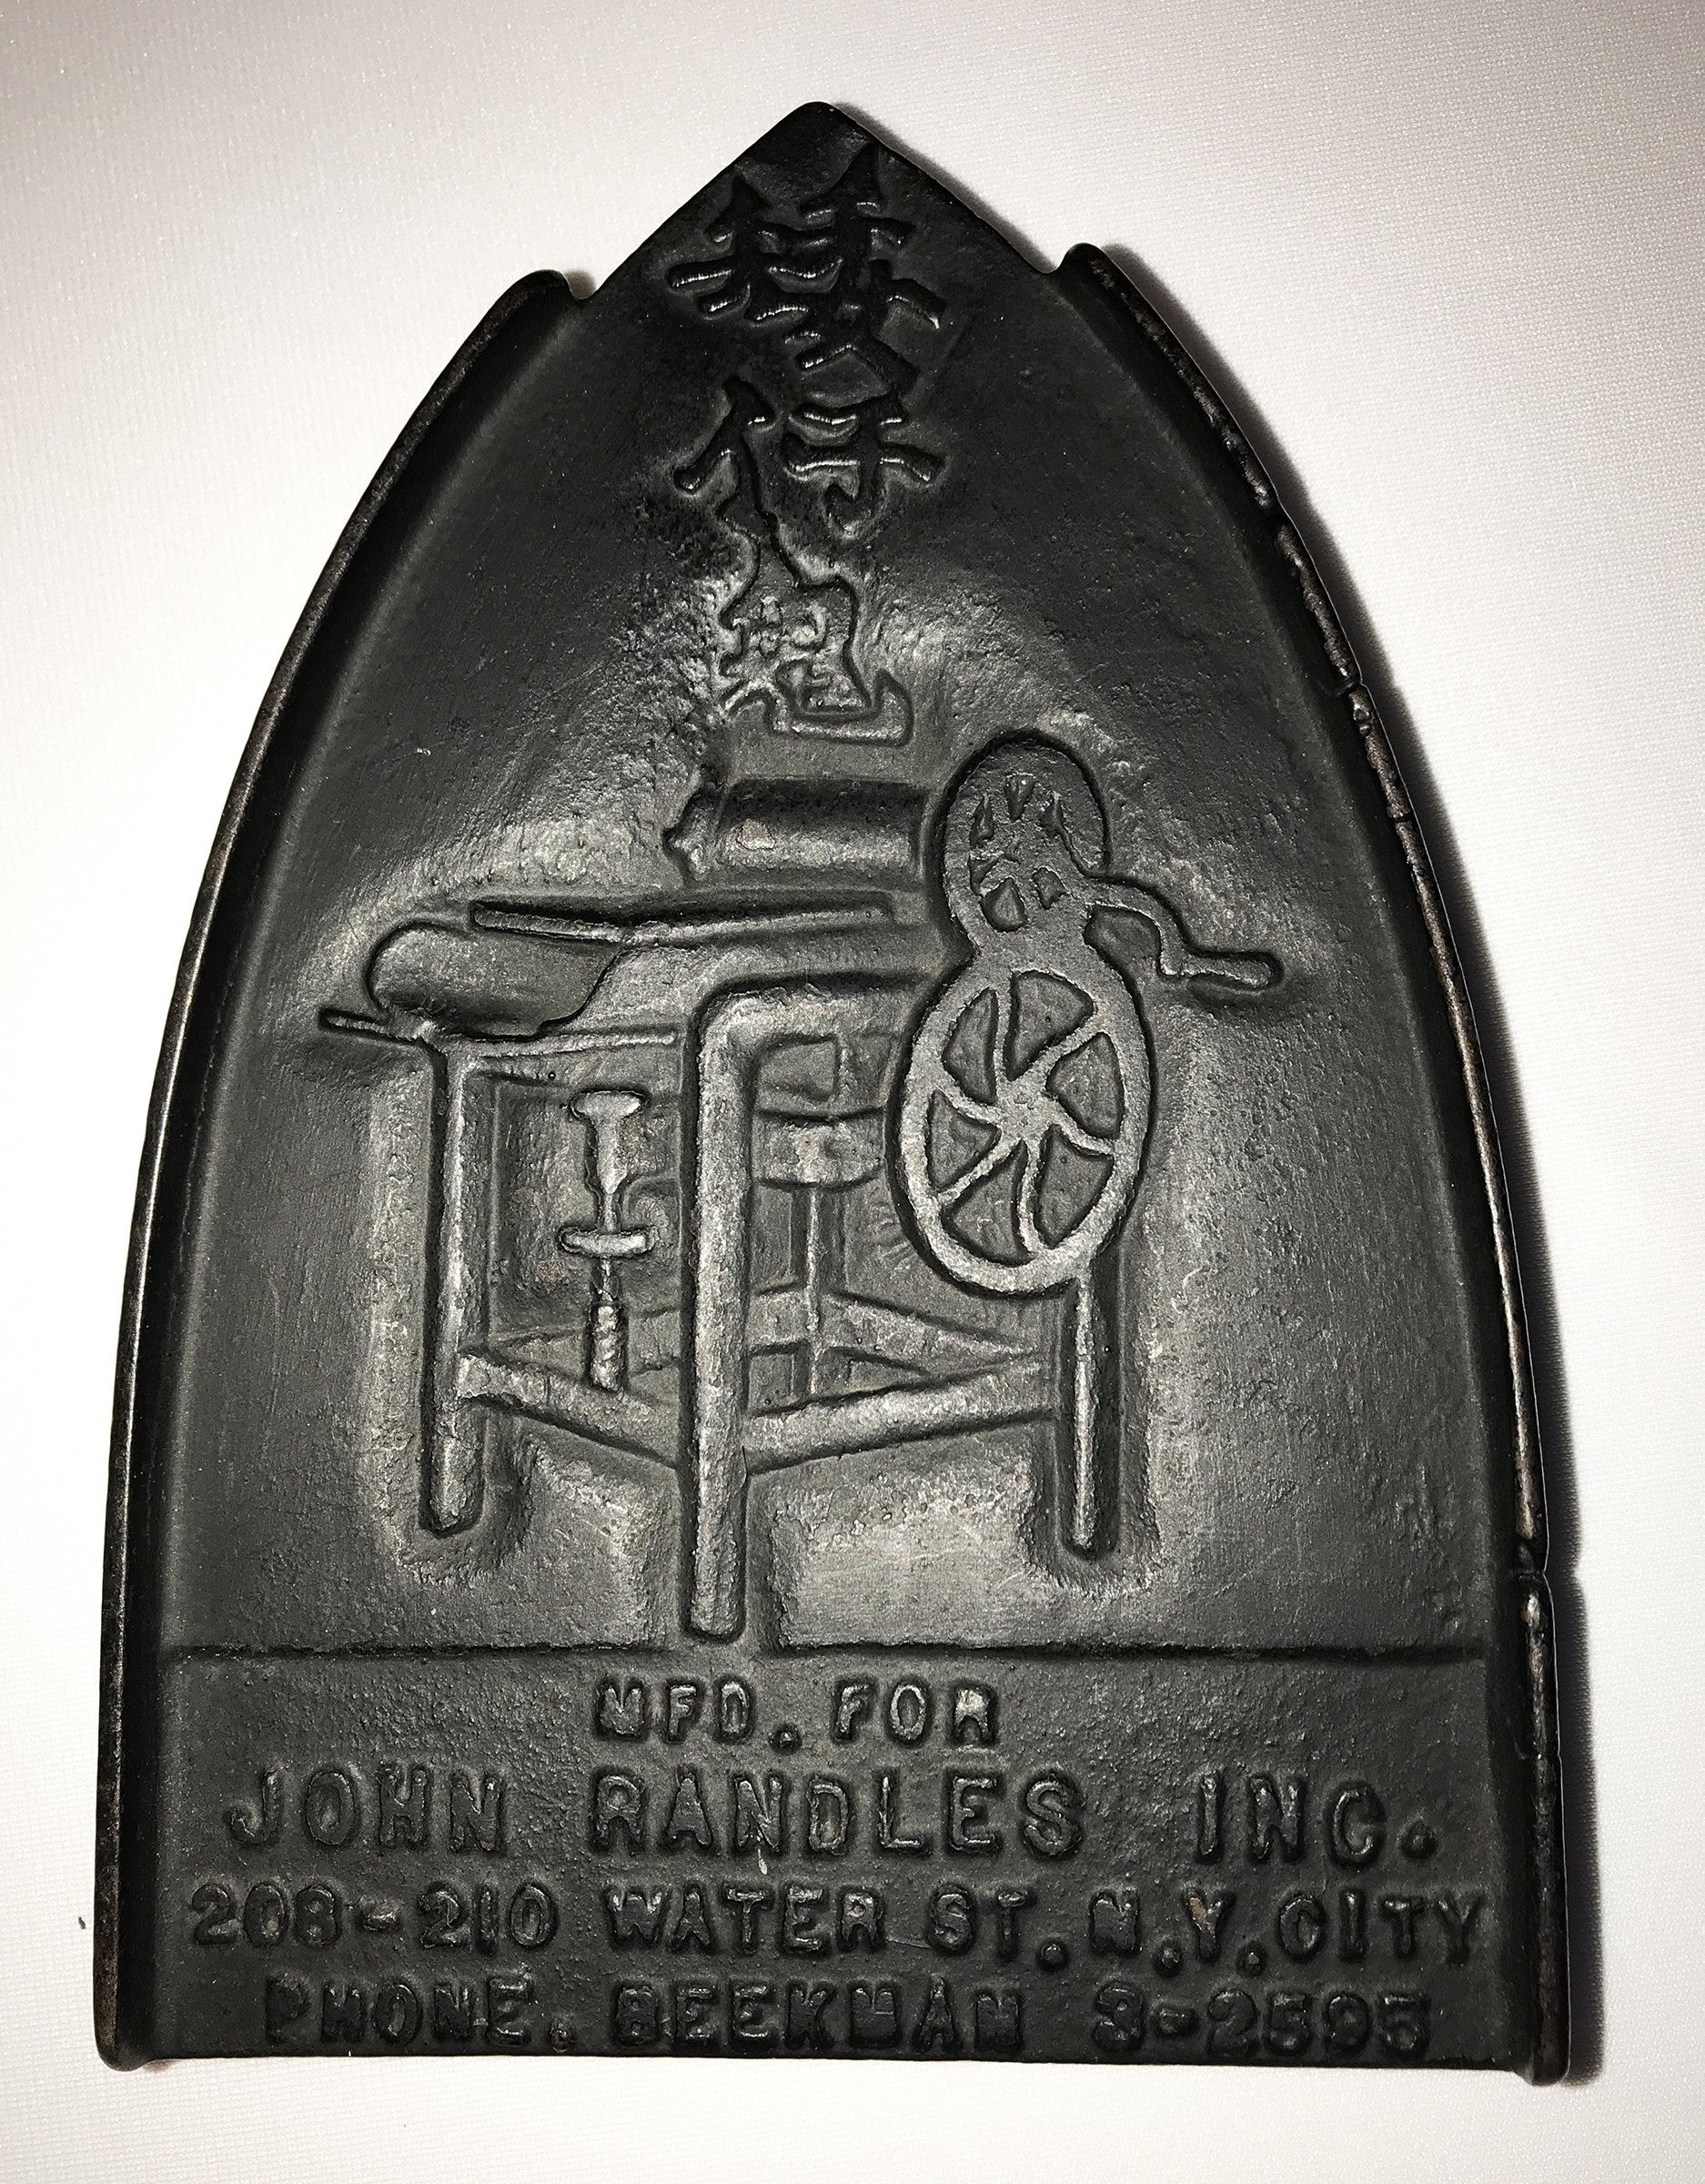 MFD. FOR
JOHN RANDLES INC.
208-210 WATER ST. N.Y. CITY
PHONE. BEEKMAN 3-2595